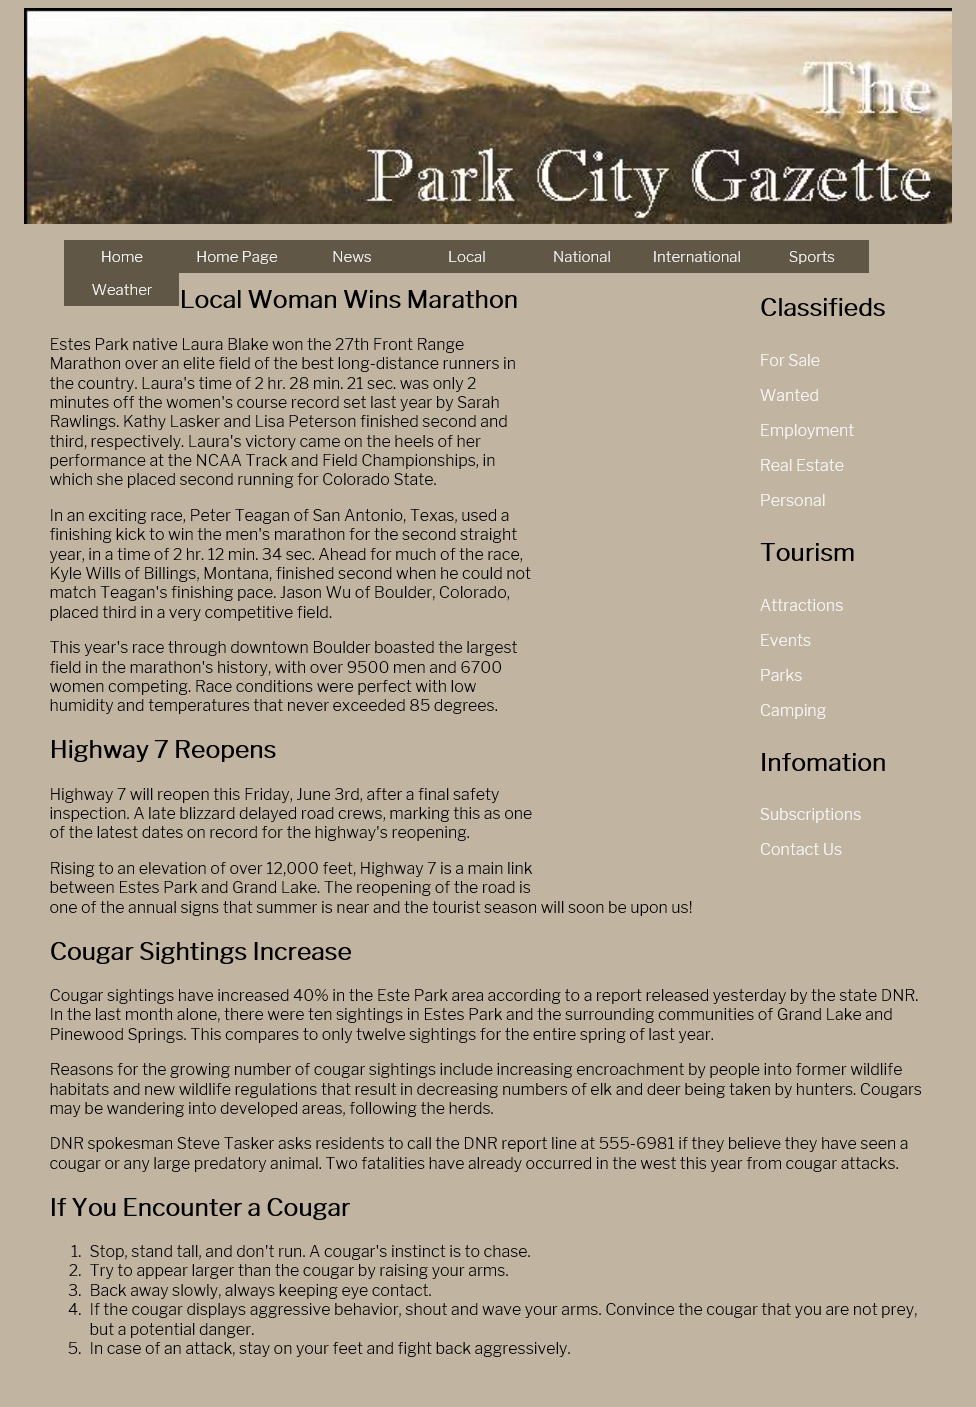 The
Park City Gazette
Home Home Page News Local National International Sports
Weather
Local Woman Wins Marathon
Estes Park native Laura Blake won the 27th Front Range
Marathon over an elite field of the best long-distance runners in
the country. Laura's time of 2 hr. 28 min. 21 sec. was only 2
minutes off the women's course record set last year by Sarah
Rawlings. Kathy Lasker and Lisa Peterson finished second and
third, respectively. Laura's victory came on the heels of her
performance at the NCAA Track and Field Championships, in
which she placed second running for Colorado State.
In an exciting race, Peter Teagan of San Antonio, Texas, used a
finishing kick to win the men's marathon for the second straight
year, in a time of 2 hr. 12 min. 34 sec. Ahead for much of the race,
Kyle Wills of Billings, Montana, finished second when he could not
match Teagan's finishing pace. Jason Wu of Boulder, Colorado,
placed third in a very competitive field.
This year's race through downtown Boulder boasted the largest
field in the marathon's history, with over 9500 men and 6700
women competing. Race conditions were perfect with low
humidity and temperatures that never exceeded 85 degrees.
Highway 7 Reopens
Highway 7 will reopen this Friday, June 3rd, after a final safety
inspection. A late blizzard delayed road crews, marking this as one
of the latest dates on record for the highway's reopening.
Rising to an elevation of over 12,000 feet, Highway 7 is a main link
between Estes Park and Grand Lake. The reopening of the road is
one of the annual signs that summer is near and the tourist season will soon be upon us!
Classifieds
For Sale
Wanted
Employment
Real Estate
Personal
Tourism
Attractions
Events
Parks
Camping
Infomation
Subscriptions
Contact Us
Cougar Sightings Increase
Cougar sightings have increased 40% in the Este Park area according to a report released yesterday by the state DNR.
In the last month alone, there were ten sightings in Estes Park and the surrounding communities of Grand Lake and
Pinewood Springs. This compares to only twelve sightings for the entire spring of last year.
Reasons for the growing number of cougar sightings include increasing encroachment by people into former wildlife
habitats and new wildlife regulations that result in decreasing numbers of elk and deer being taken by hunters. Cougars
may be wandering into developed areas, following the herds.
DNR spokesman Steve Tasker asks residents to call the DNR report line at 555-6981 if they believe they have seen a
cougar or any large predatory animal. Two fatalities have already occurred in the west this year from cougar attacks.
If You Encounter a Cougar
1. Stop, stand tall, and don't run. A cougar's instinct is to chase.
2. Try to appear larger than the cougar by raising your arms.
3. Back away slowly, always keeping eye contact.
4. If the cougar displays aggressive behavior, shout and wave your arms. Convince the cougar that you are not prey,
but a potential danger.
5. In case of an attack, stay on your feet and fight back aggressively.